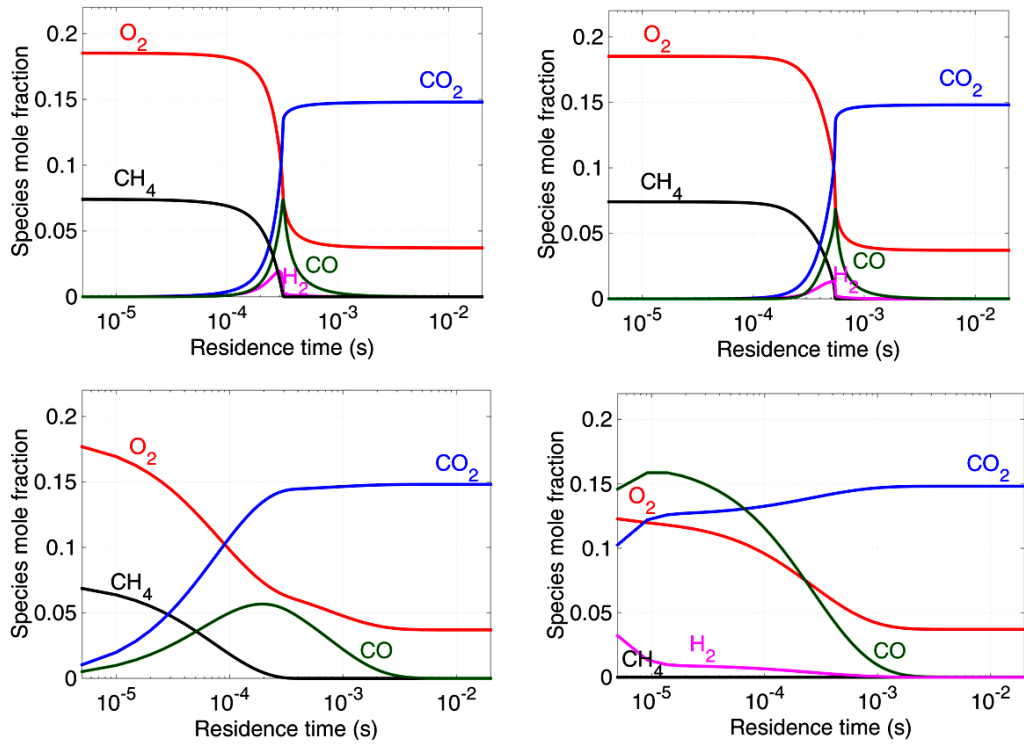 Species mole fraction
0.2
0.15
0.1
0.05
0
O2
CO2
CH4
CO
H2
10-5 10-4 10-3 10-2
Residence time (s)
Species mole fraction
0.2
0.15
0.1
0.05
0
O2
CO2
CH4
CO
H2
10-5 10-4 10-3 10-2
Residence time (s)
Species mole fraction
0.2
0.15
0.1
0.05
0
O2
CO2
CH4
CO
10-5 10-4 10-3 10-2
Residence time (s)
Species mole fraction
0.2
0.15
0.1
0.05
0
CO2
O2
H2
CO
CH4
10-5 10-4 10-3 10-2
Residence time (s)